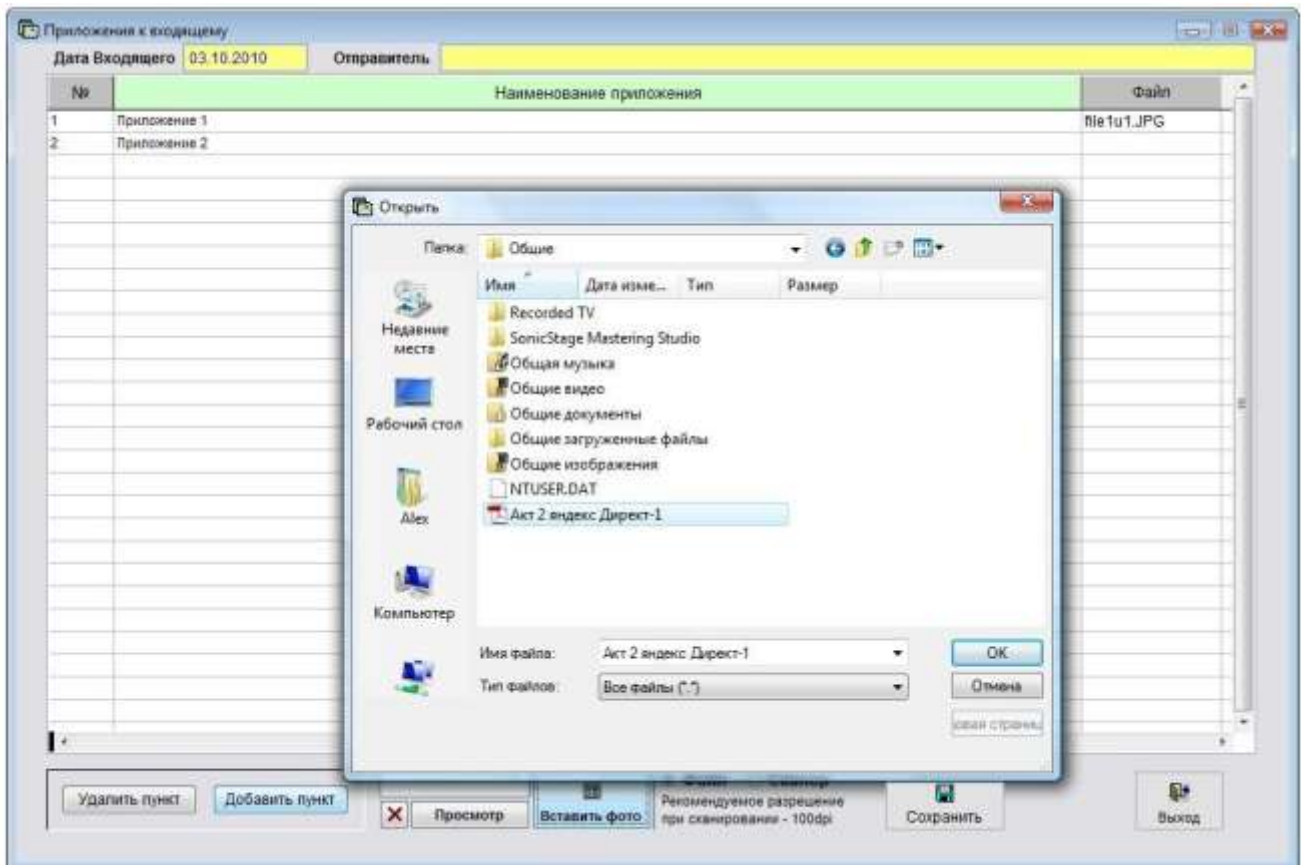 Приложения к входящему
Дата Входящего 03.10.2010 Отправитель
№ Наименование приложения Файл
1 Приложение 1 file1u1.JPG
2 Приложение 2
Открыть
Папка: Общие
Имя Дата изме... Тип Размер
Недавние места
Рабочий стол
Alex
Компьютер
Recorded TV
SonicStage Mastering Studio
Общая музыка
Общие видео
Общие документы
Общие загруженные файлы
Общие изображения
NTUSER.DAT
Акт 2 яндекс Директ-1
Имя файла: Акт 2 яндекс Директ-1 OK
Тип файлов: Все файлы (*.*) Отмена
овая страниц
Удалить пункт Добавить пункт Просмотр Вставить фото
Рекомендуемое разрешение
при сканировании - 100dpi
Сохранить Выход